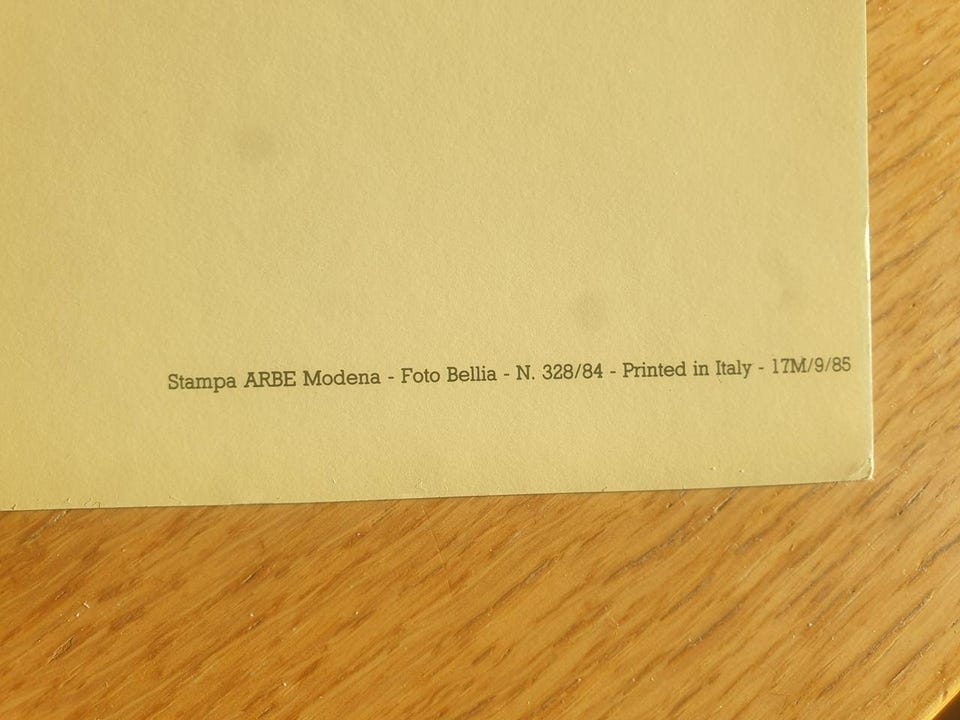 Stampa ARBE Modena - Foto Bellia - N. 328/84 - Printed in Italy - 17M/9/85